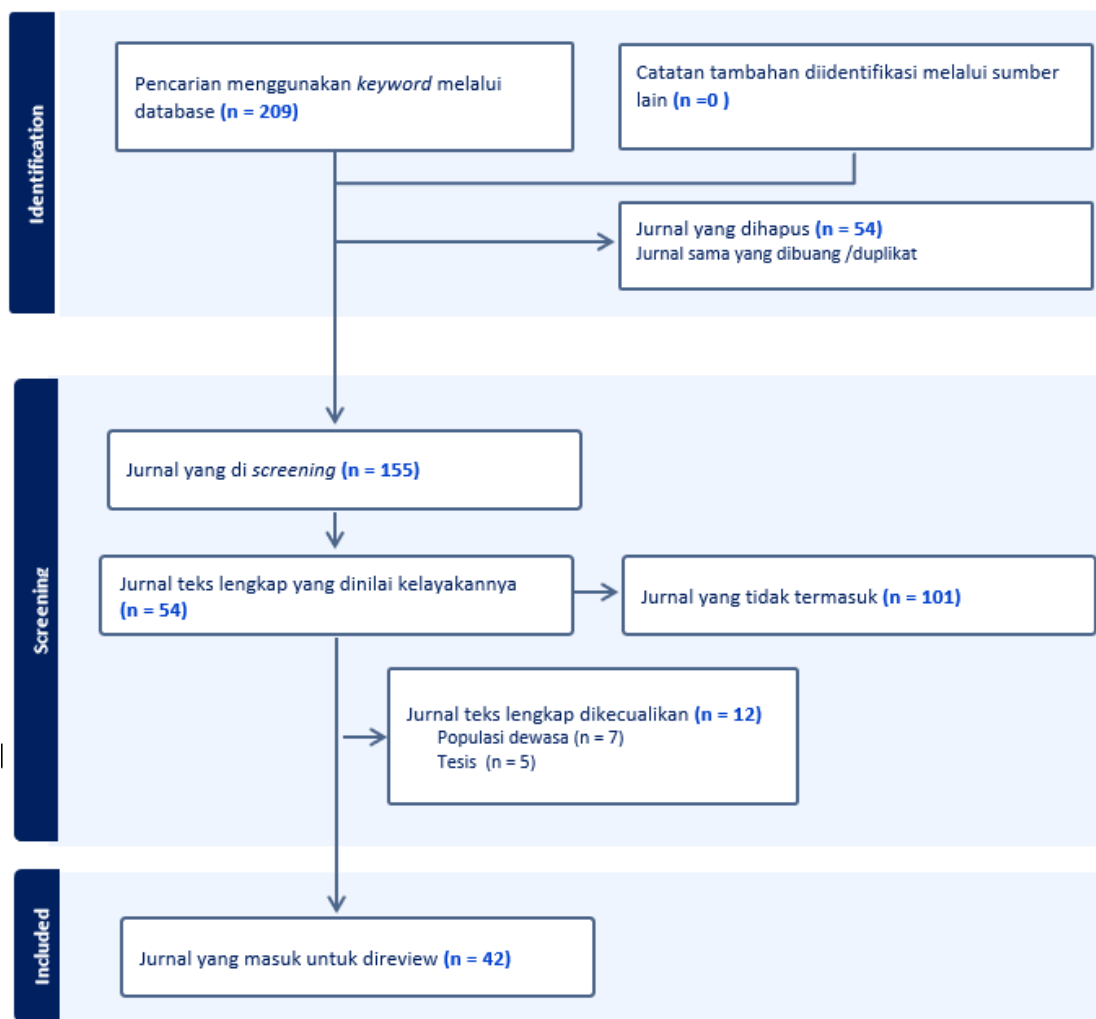 Identification
Pencarian menggunakan keyword melalui
database (n = 209)
Catatan tambahan diidentifikasi melalui sumber
lain (n =0 )
Jurnal yang dihapus (n = 54)
Jurnal sama yang dibuang /duplikat
Screening
Jurnal yang di screening (n = 155)
Jurnal teks lengkap yang dinilai kelayakannya
(n = 54)
Jurnal yang tidak termasuk (n = 101)
Jurnal teks lengkap dikecualikan (n = 12)
Populasi dewasa (n = 7)
Tesis (n = 5)
Included
Jurnal yang masuk untuk direview (n = 42)